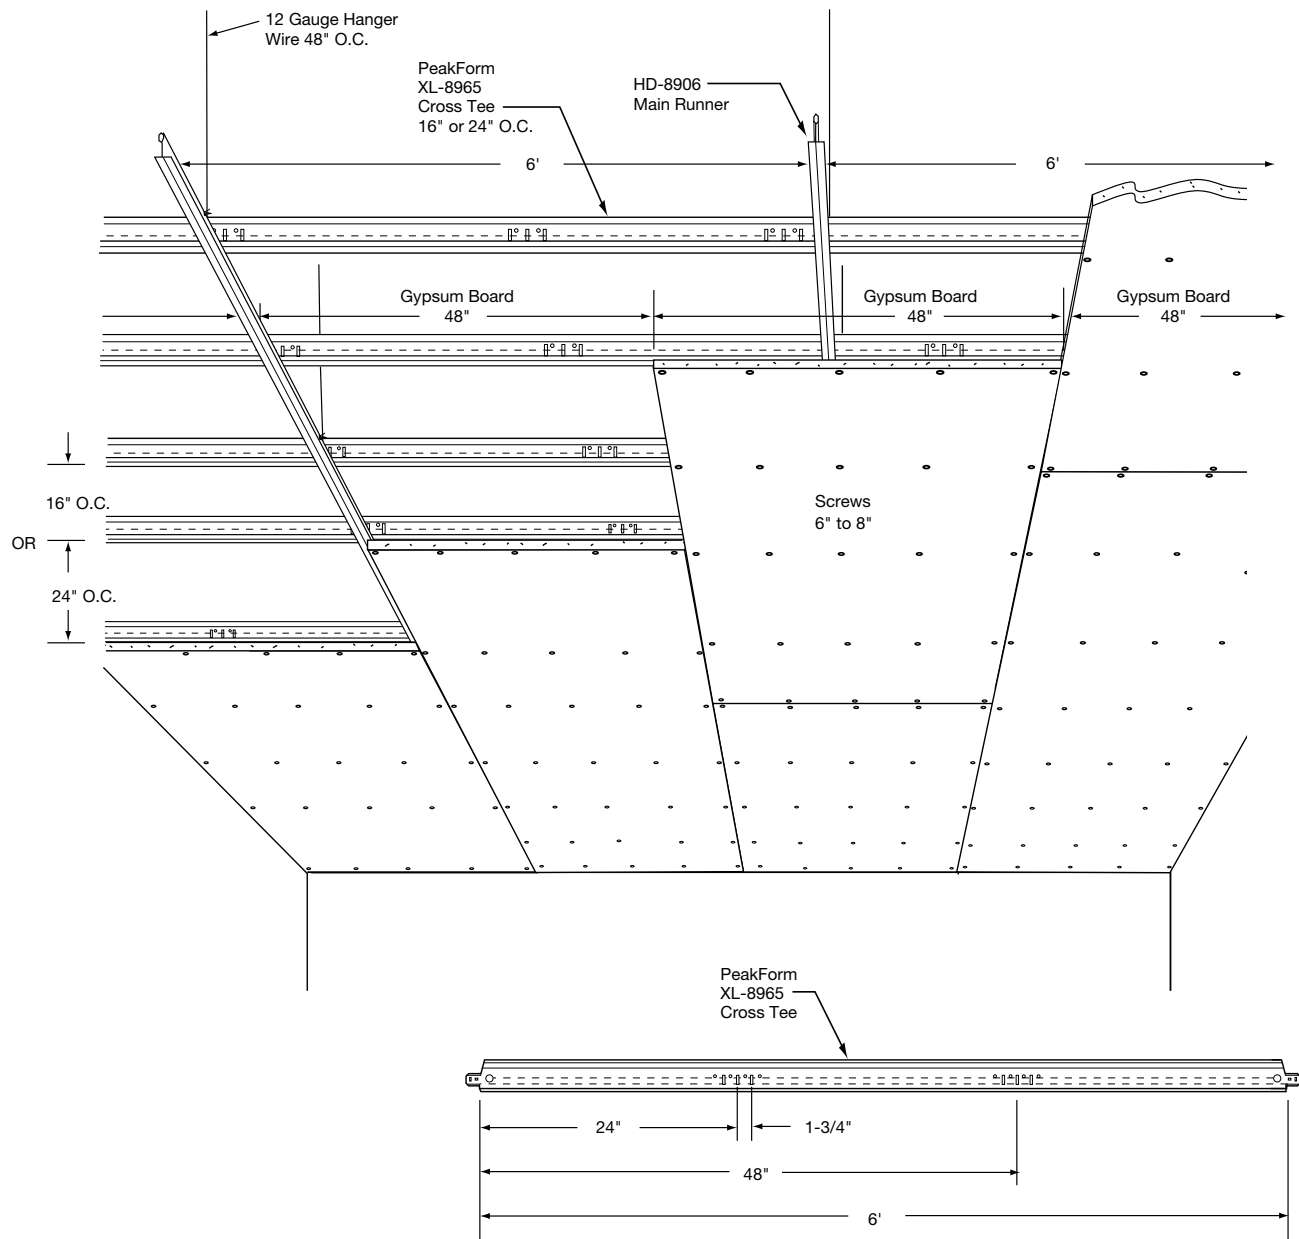 12 Gauge Hanger
Wire 48" O.C.
PeakForm
XL-8965
Cross Tee
16" or 24" O.C.
HD-8906
Main Runner
6'
6'
Gypsum Board
48"
Gypsum Board
48"
Gypsum Board
48"
16" O.C.
OR
24" O.C.
Screws
6" to 8"
PeakForm
XL-8965
Cross Tee
24"
1-3/4"
48"
6'